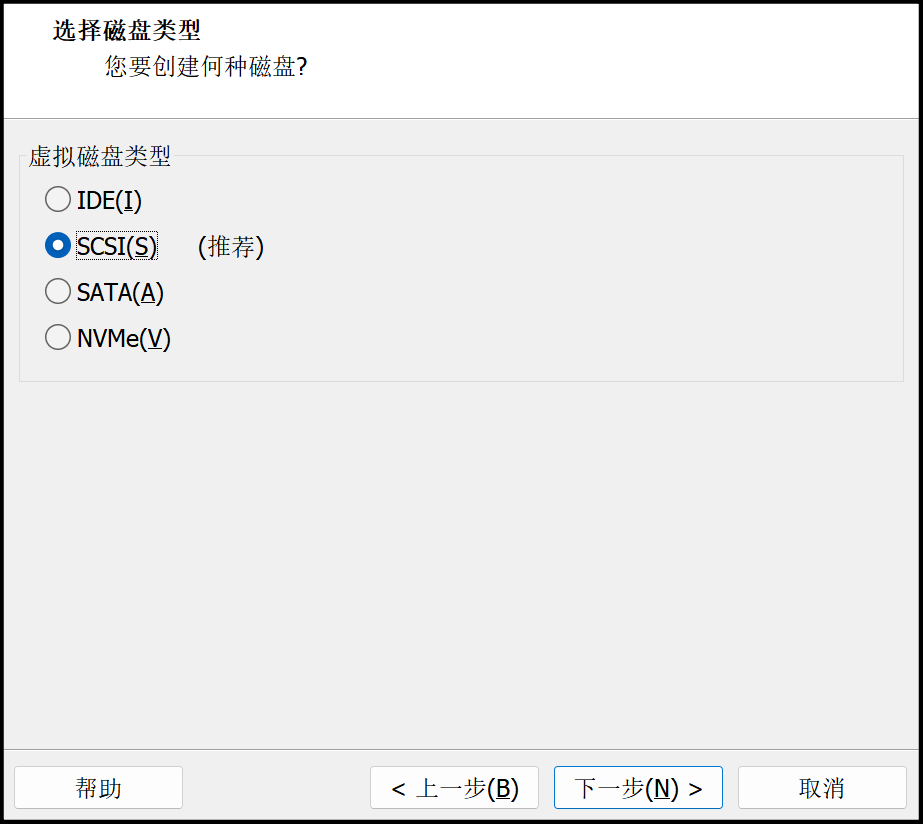 选择磁盘类型
您要创建何种磁盘?
虚拟磁盘类型
IDE(I)
SCSI(S) (推荐)
SATA(A)
NVMe(V)
帮助 < 上一步(B) 下一步(N) > 取消